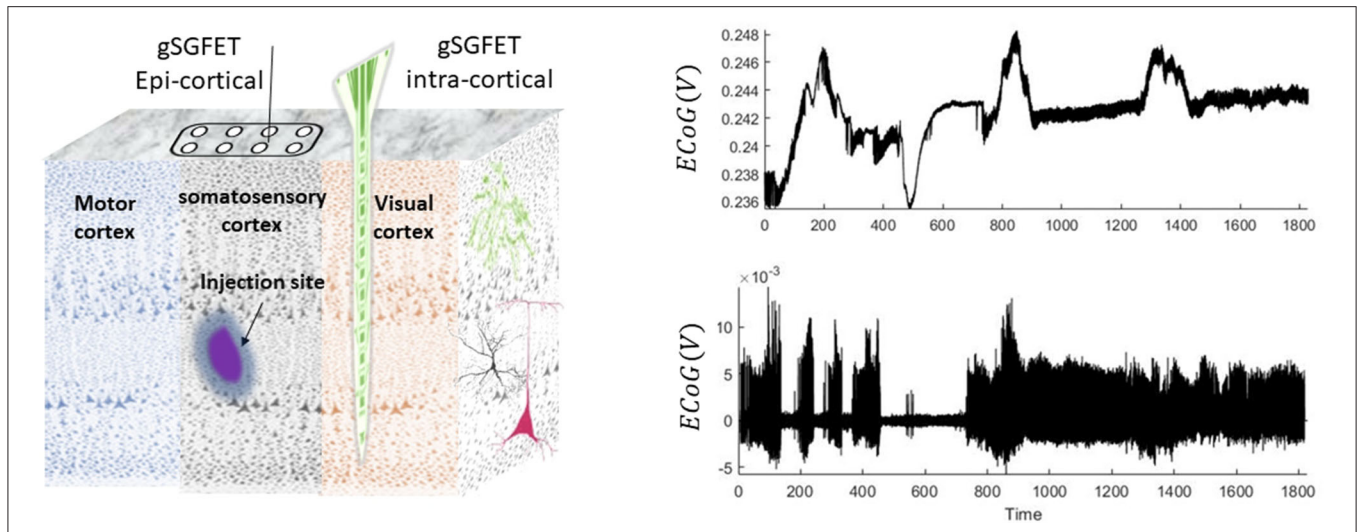 gSGFET
Epi-cortical
gSGFET
intra-cortical
Motor
cortex
somatosensory
cortex
Visual
cortex
Injection site
ECoG(V)
0.248
0.246
0.244
0.242
0.24
0.238
0.236
0 200 400 600 800 1000 1200 1400 1600 1800
ECoG(V)
×10-3
10
5
0
-5
0 200 400 600 800 1000 1200 1400 1600 1800
Time